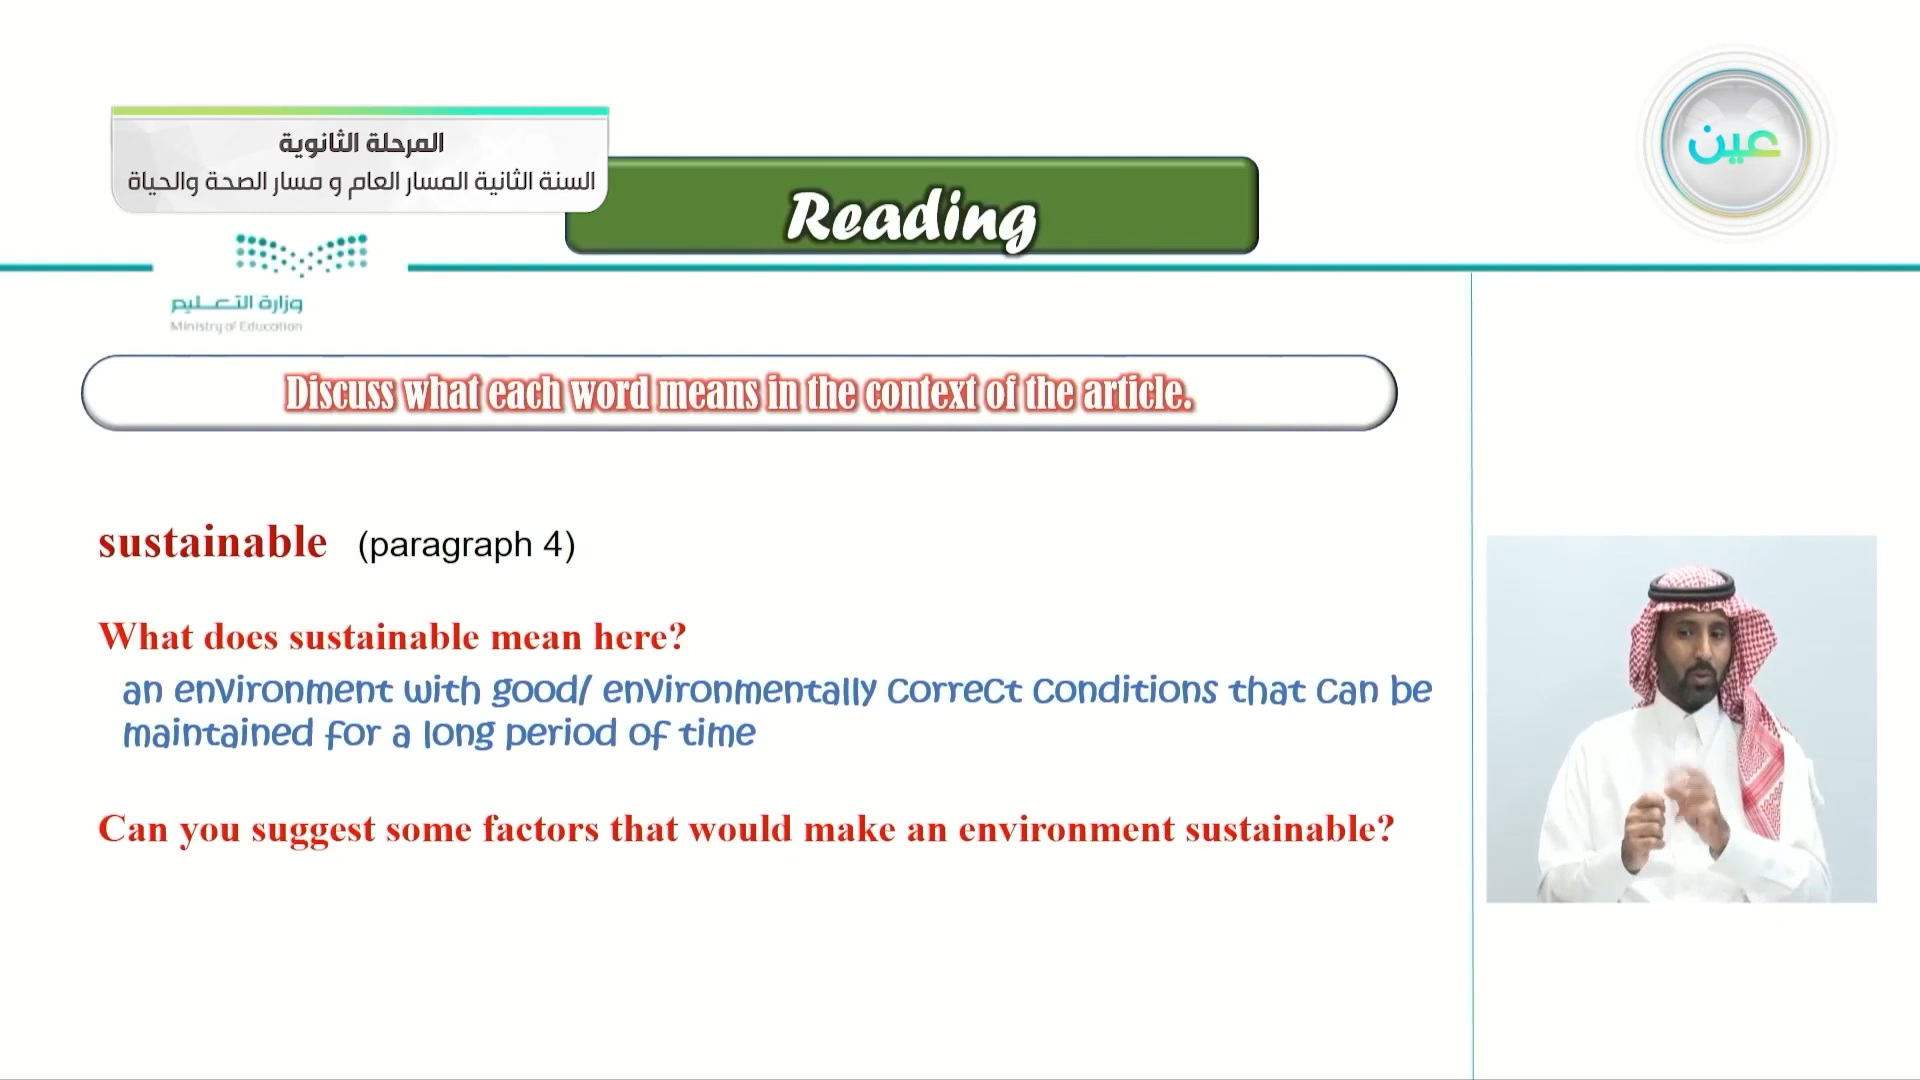 المرحلة الثانوية
السنة الثانية المسار العام و مسار الصحة والحياة
Reading
عين
وزارة التعليم
Ministry of Education
Discuss what each word means in the context of the article.
sustainable (paragraph 4)
What does sustainable mean here?
an environment with good/ environmentally correct conditions that can be
maintained for a long period of time
Can you suggest some factors that would make an environment sustainable?